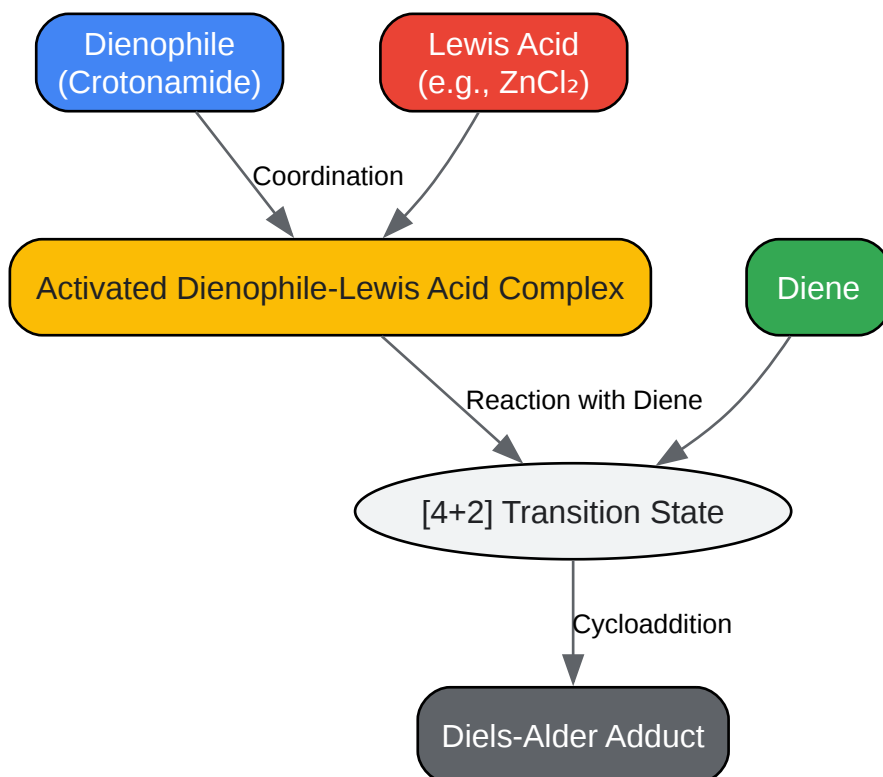 Dienophile
(Crotonamide)
Lewis Acid
(e.g., ZnCl₂)
Coordination
Activated Dienophile-Lewis Acid Complex
Diene
Reaction with Diene
[4+2] Transition State
Cycloaddition
Diels-Alder Adduct